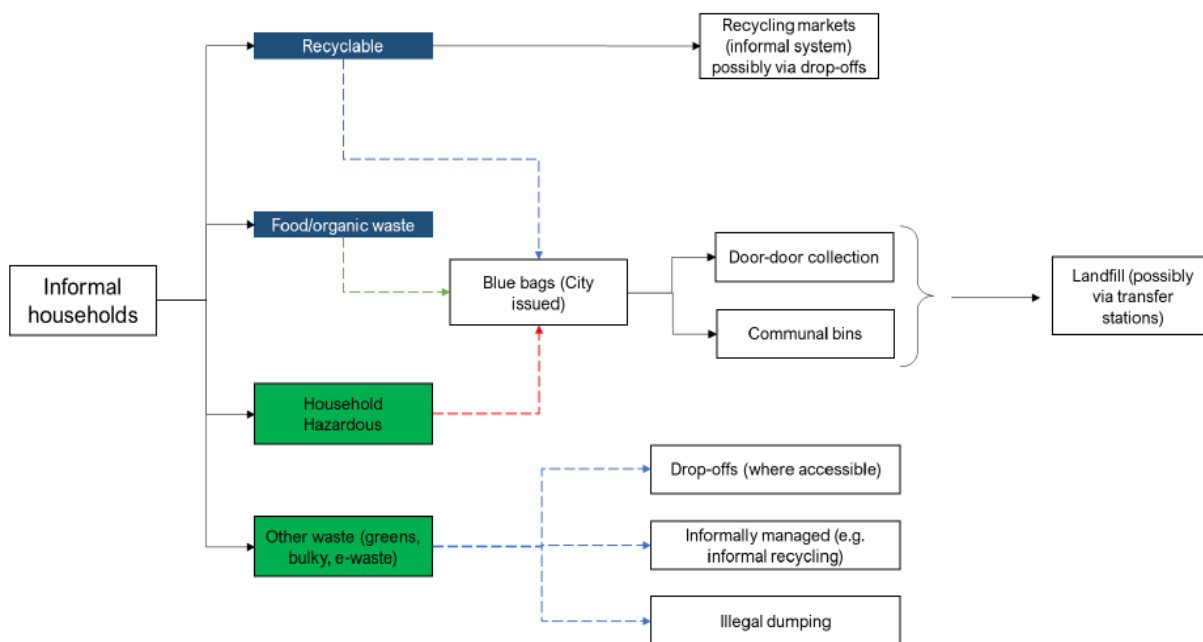 Recyclable
Recycling markets
(informal system)
possibly via drop-offs
Food/organic waste
Informal
households
Blue bags (City
issued)
Door-door collection
Communal bins
Landfill (possibly
via transfer
stations)
Household
Hazardous
Other waste (greens,
bulky, e-waste)
Drop-offs (where accessible)
Informally managed (e.g.
informal recycling)
Illegal dumping